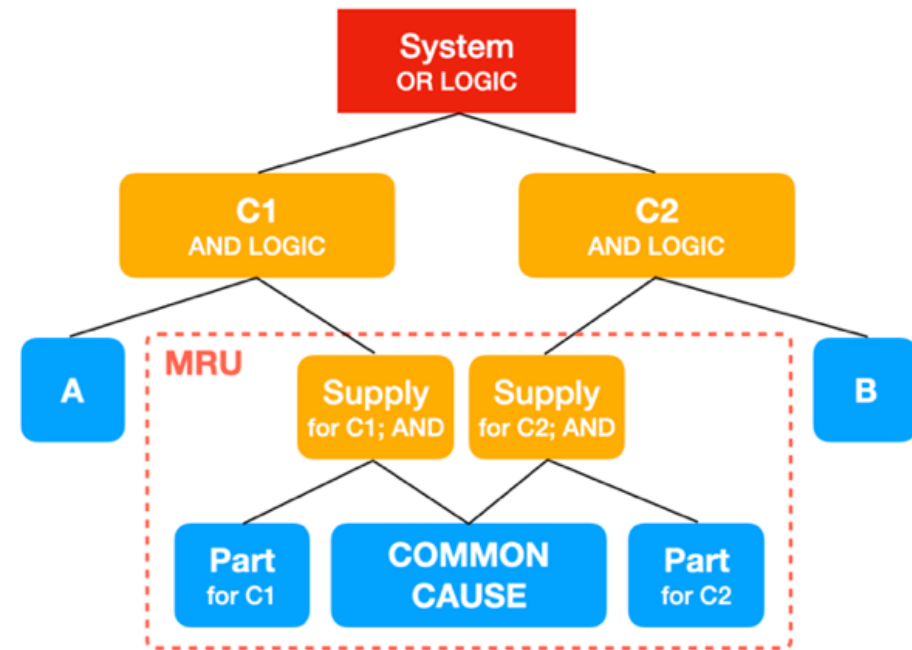 System
OR LOGIC
C1
AND LOGIC
C2
AND LOGIC
A
MRU
Supply
for C1; AND
Supply
for C2; AND
B
Part
for C1
COMMON
CAUSE
Part
for C2